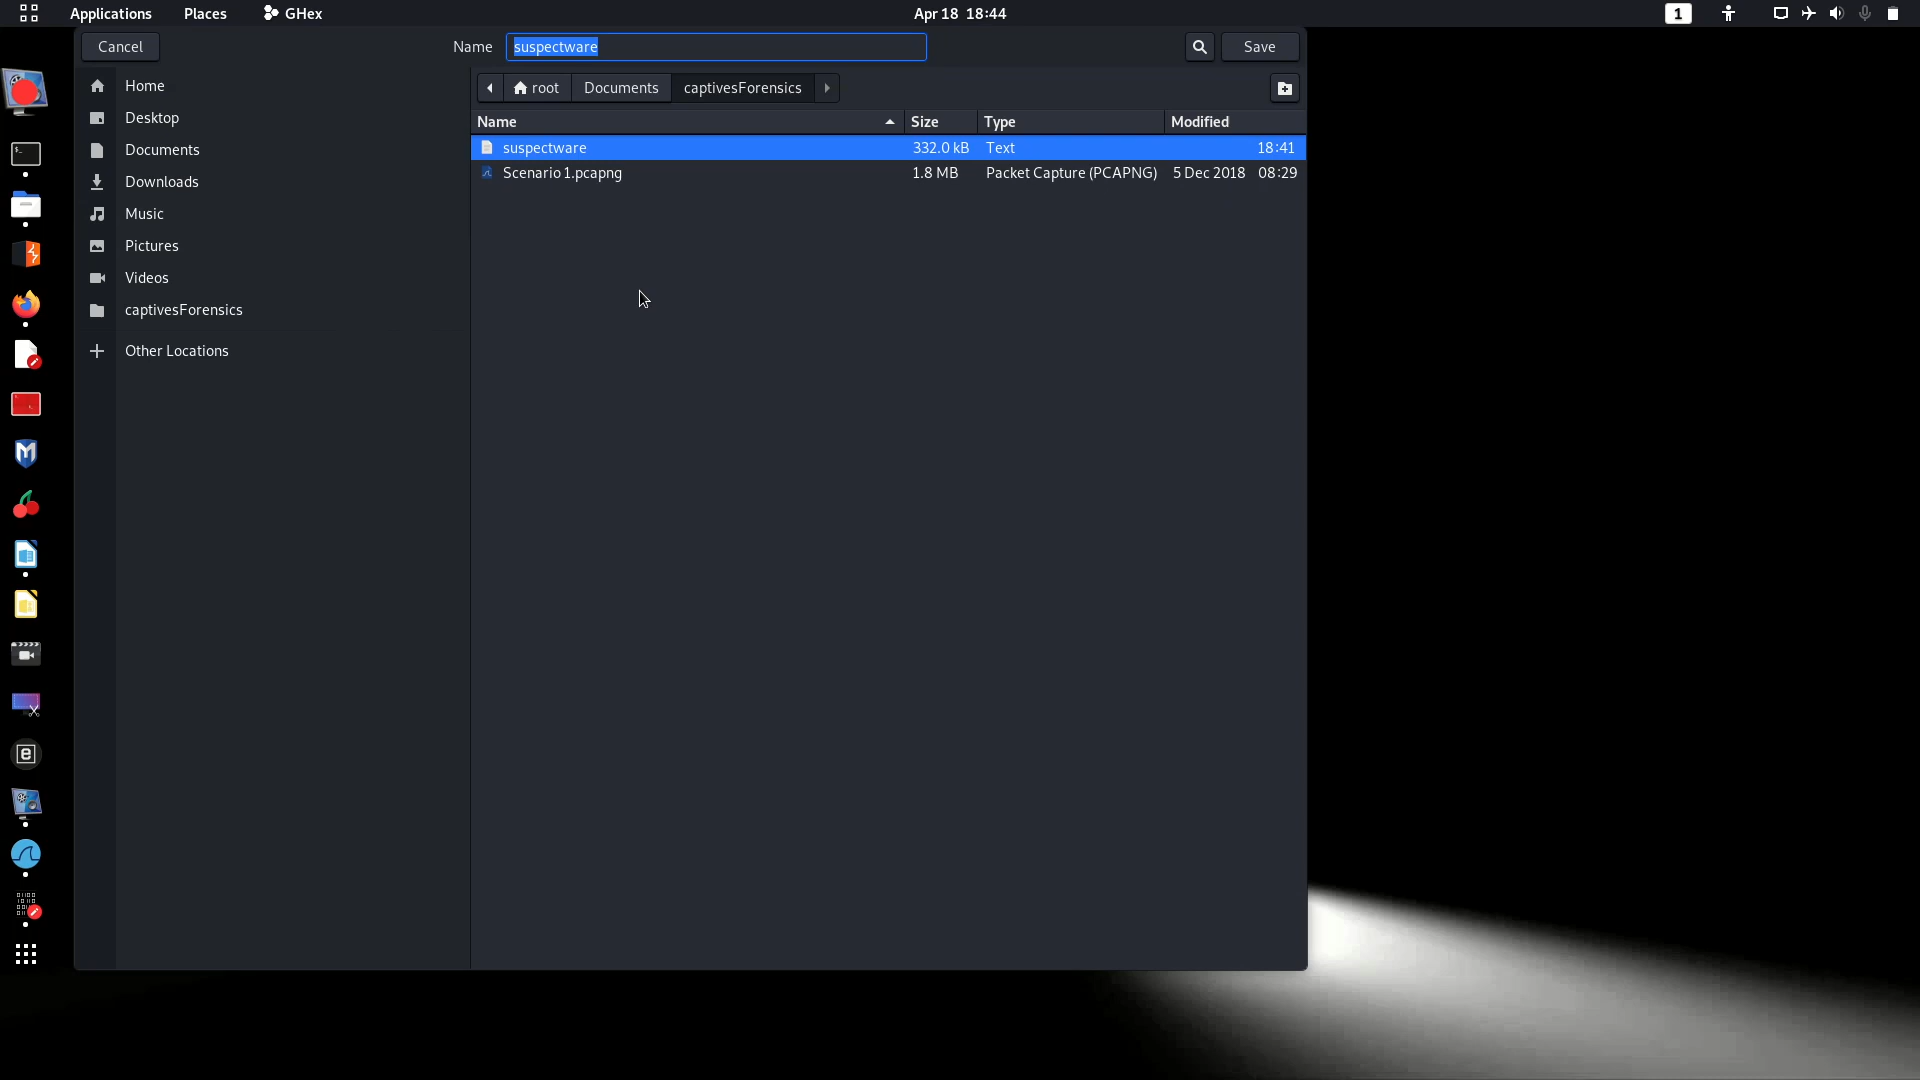 Applications Places GHex Apr 18 18:44 1
Cancel Name suspectware Save
Home
Desktop
Documents
Downloads
Music
Pictures
Videos
captivesForensics
Other Locations
root Documents captivesForensics
Name Size Type Modified
suspectware 332.0 kB Text 18:41
Scenario 1.pcapng 1.8 MB Packet Capture (PCAPNG) 5 Dec 2018 08:29